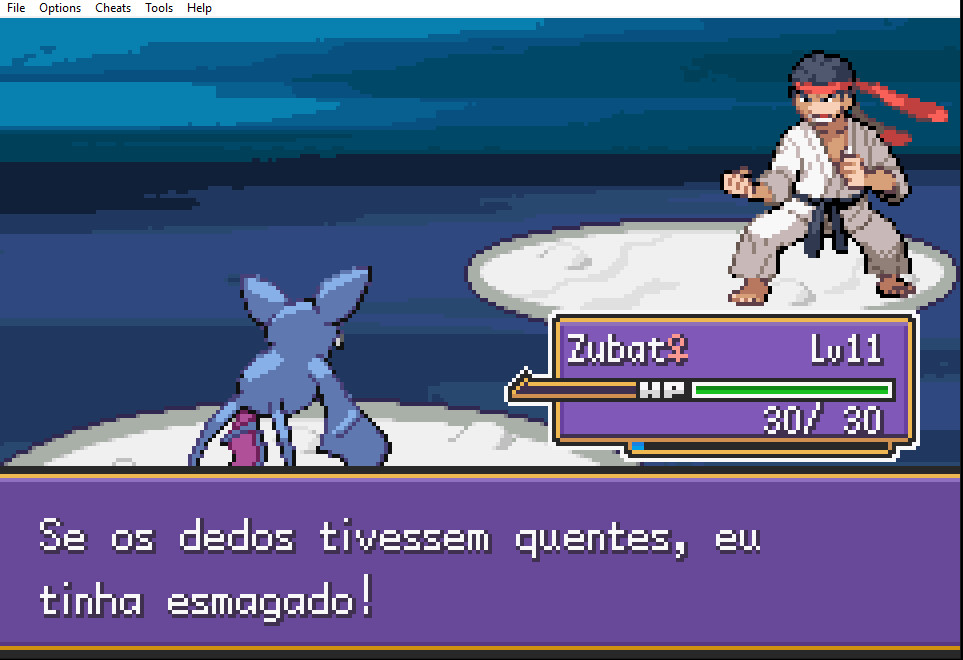 File Options Cheats Tools Help
Zubat♀ Lv11
HP
30/ 30
Se os dedos tivessem quentes, eu
tinha esmagado!